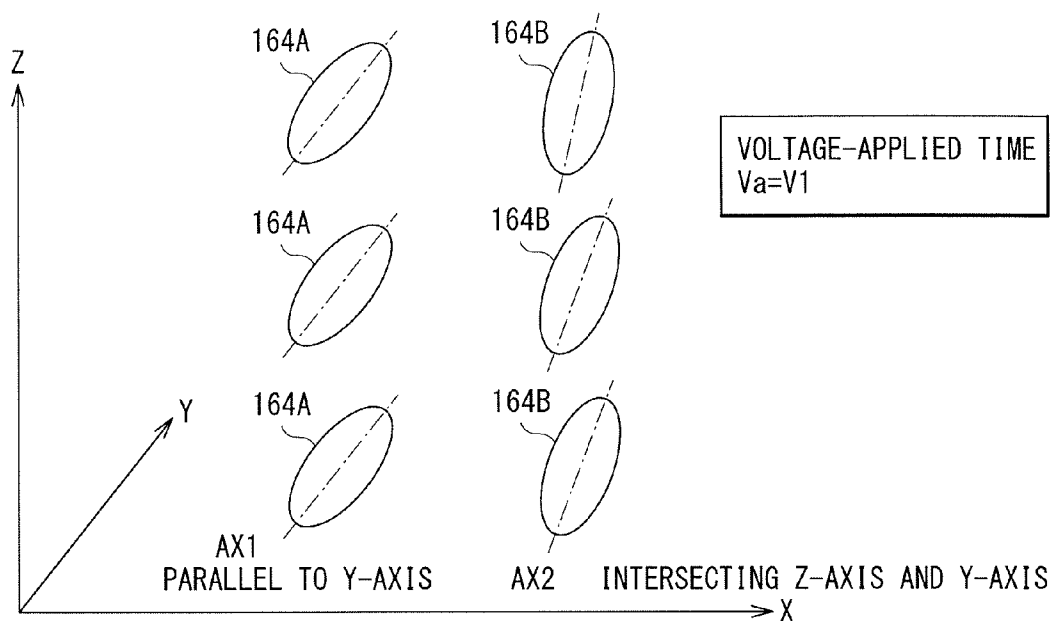 164A
164B
Z
VOLTAGE-APPLIED TIME
Va=V1
164A
164B
164A
164B
Y
AX1
PARALLEL TO Y-AXIS
AX2
INTERSECTING Z-AXIS AND Y-AXIS
X